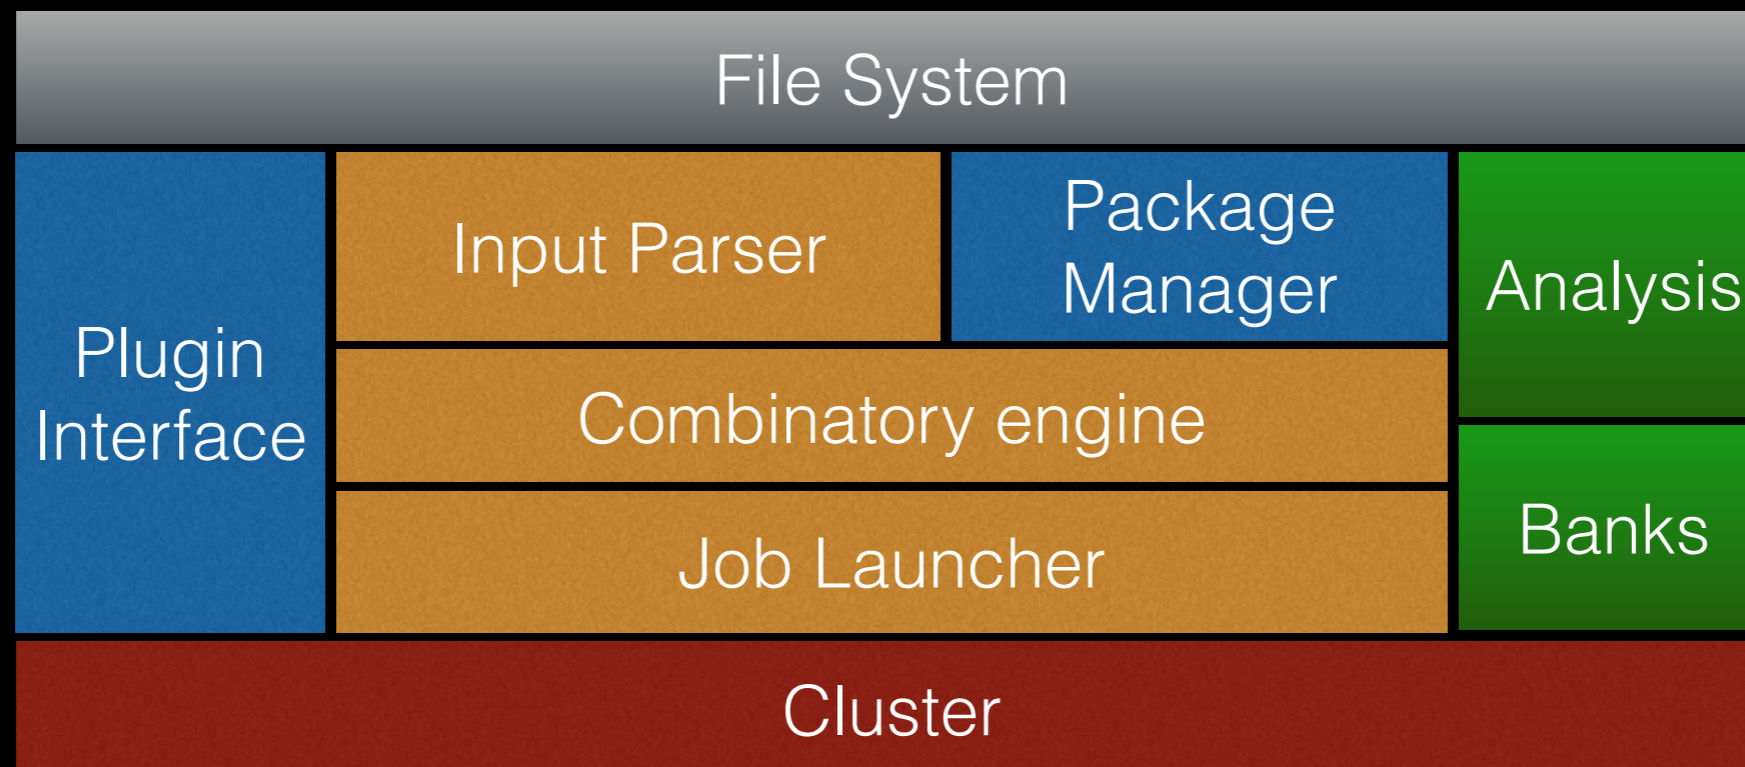 File System
Input Parser
Package
Manager
Analysis
Plugin
Interface
Combinatory engine
Banks
Job Launcher
Cluster